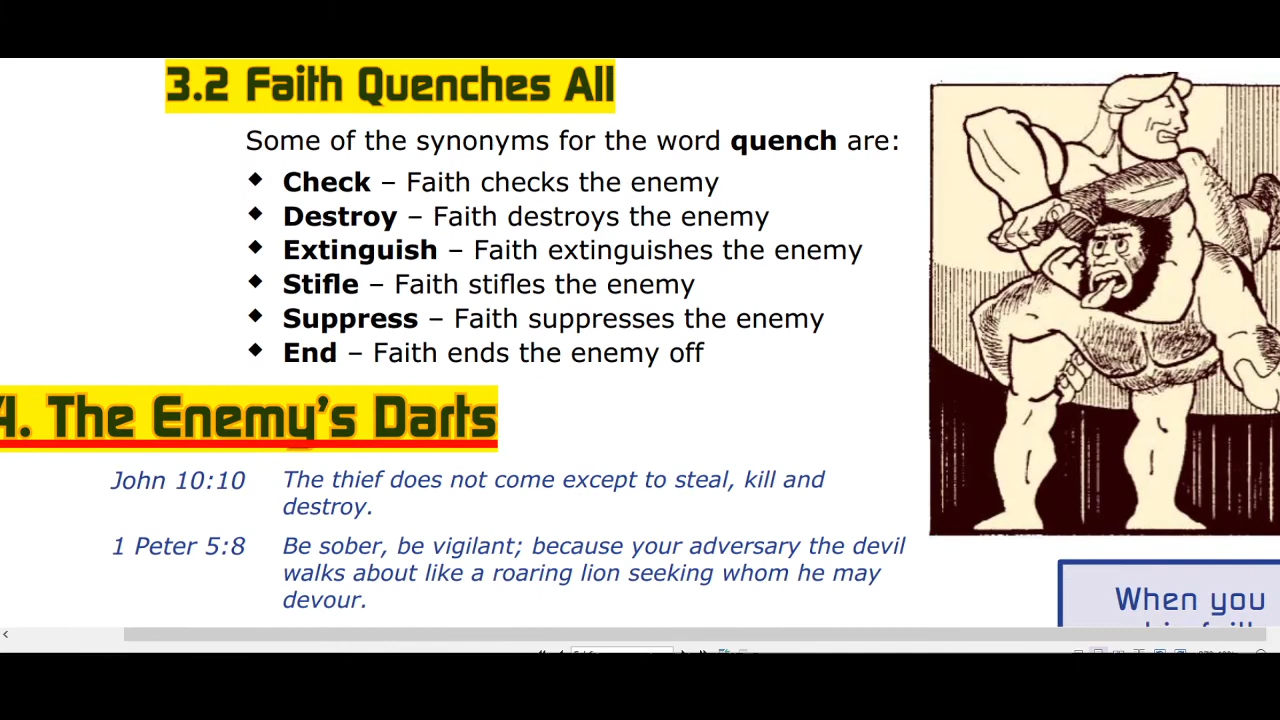 3.2 Faith Quenches All
Some of the synonyms for the word quench are:
◆ Check – Faith checks the enemy
◆ Destroy – Faith destroys the enemy
◆ Extinguish – Faith extinguishes the enemy
◆ Stifle – Faith stifles the enemy
◆ Suppress – Faith suppresses the enemy
◆ End – Faith ends the enemy off
4. The Enemy's Darts
John 10:10 The thief does not come except to steal, kill and
destroy.
1 Peter 5:8 Be sober, be vigilant; because your adversary the devil
walks about like a roaring lion seeking whom he may
devour.
When you